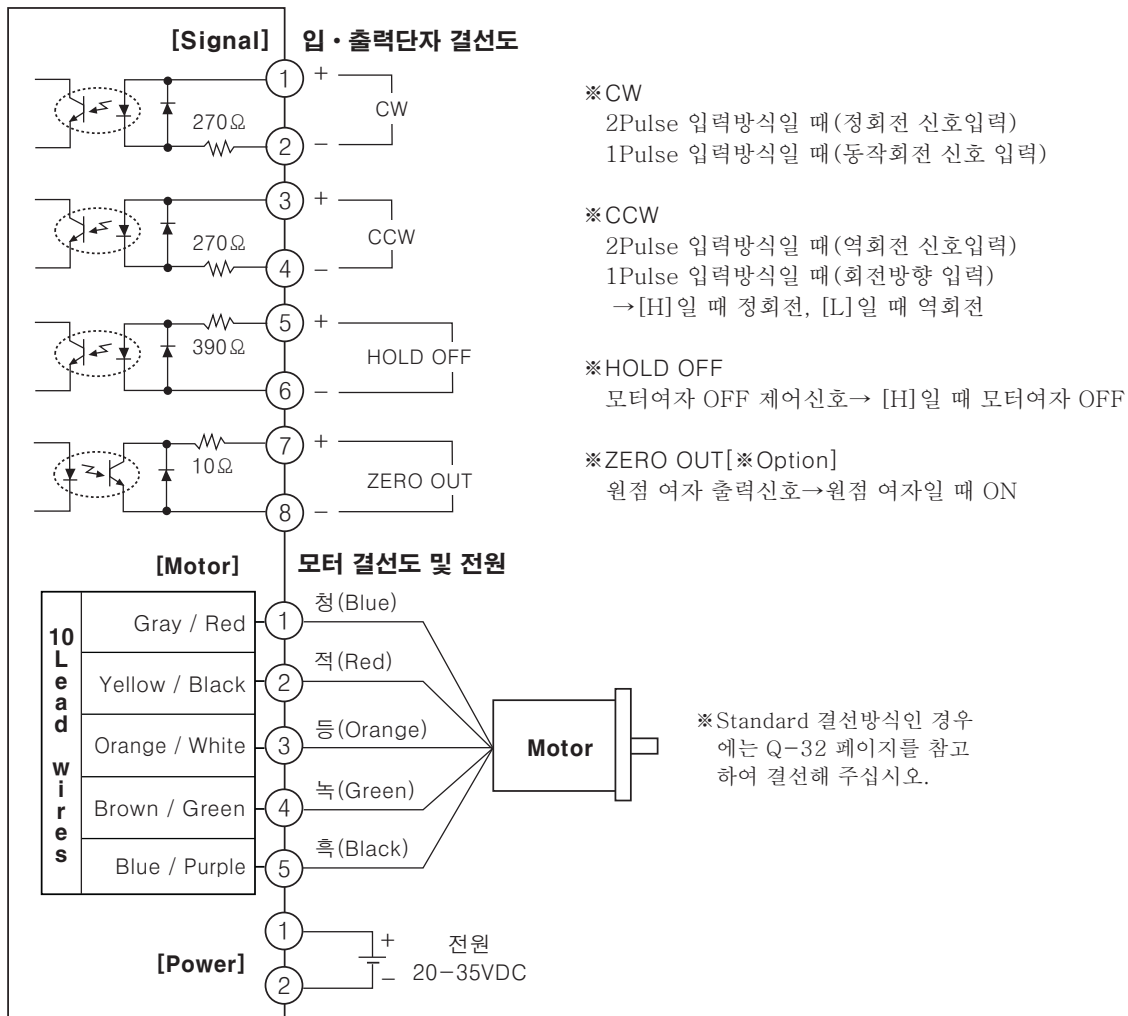 [Signal] 입・출력단자 결선도
1 +
CW
270Ω
2 −
3 +
CCW
270Ω
4 −
5 +
390Ω
HOLD OFF
6 −
7 +
10Ω
ZERO OUT
8 −
※CW
2Pulse 입력방식일 때(정회전 신호입력)
1Pulse 입력방식일 때(동작회전 신호 입력)
※CCW
2Pulse 입력방식일 때(역회전 신호입력)
1Pulse 입력방식일 때(회전방향 입력)
→[H]일 때 정회전, [L]일 때 역회전
※HOLD OFF
모터여자 OFF 제어신호→ [H]일 때 모터여자 OFF
※ZERO OUT[※Option]
원점 여자 출력신호→원점 여자일 때 ON
[Motor] 모터 결선도 및 전원
10 Lead wires
Gray / Red 1 청(Blue)
Yellow / Black 2 적(Red)
Orange / White 3 등(Orange)
Brown / Green 4 녹(Green)
Blue / Purple 5 흑(Black)
Motor
※Standard 결선방식인 경우
에는 Q-32 페이지를 참고
하여 결선해 주십시오.
[Power]
1
+ 전원
− 20-35VDC
2